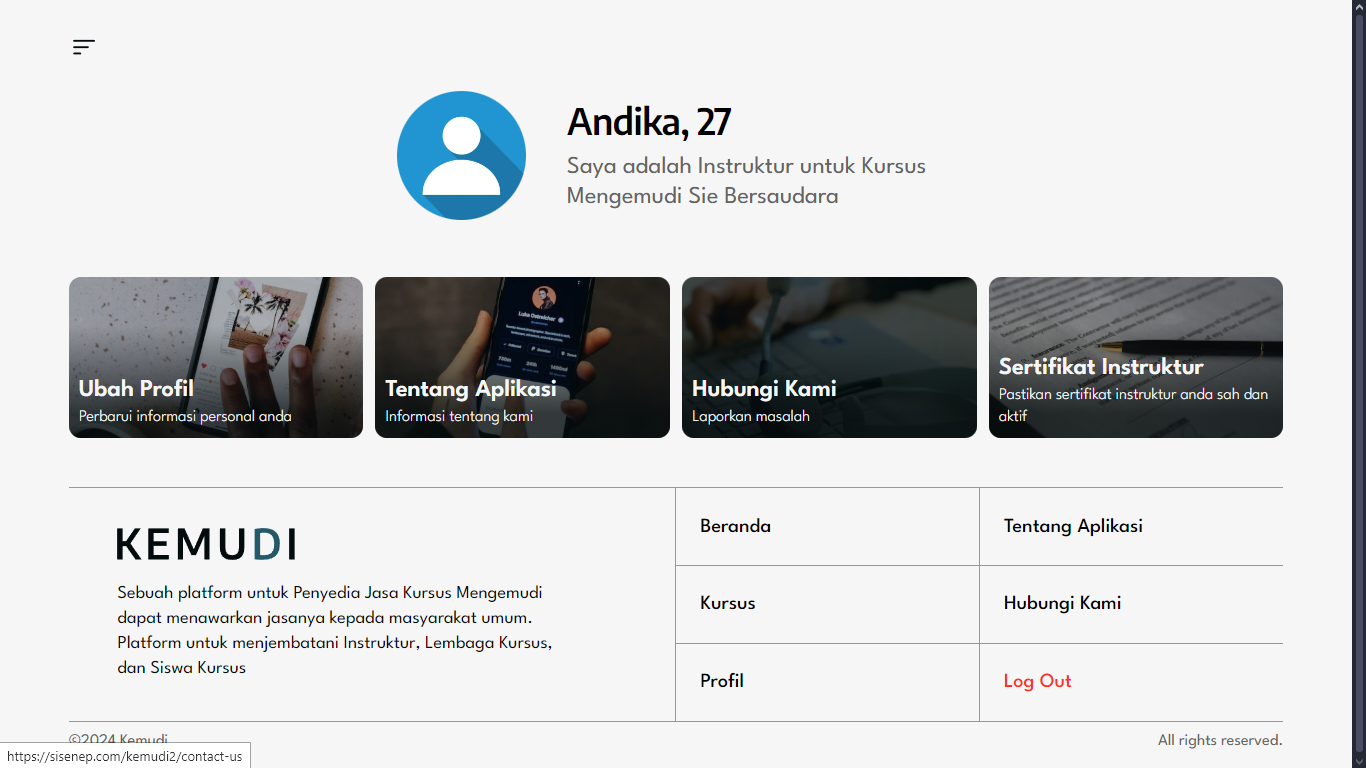 Andika, 27
Saya adalah Instruktur untuk Kursus
Mengemudi Sie Bersaudara
Ubah Profil
Perbarui informasi personal anda
Luka Ostreicher
Tentang Aplikasi
Informasi tentang kami
Hubungi Kami
Laporkan masalah
Sertifikat Instruktur
Pastikan sertifikat instruktur anda sah dan
aktif
KEMUDI
Sebuah platform untuk Penyedia Jasa Kursus Mengemudi
dapat menawarkan jasanya kepada masyarakat umum.
Platform untuk menjembatani Instruktur, Lembaga Kursus,
dan Siswa Kursus
Beranda
Tentang Aplikasi
Kursus
Hubungi Kami
Profil
Log Out
©2024 Kemudi
All rights reserved.
https://sisenep.com/kemudi2/contact-us